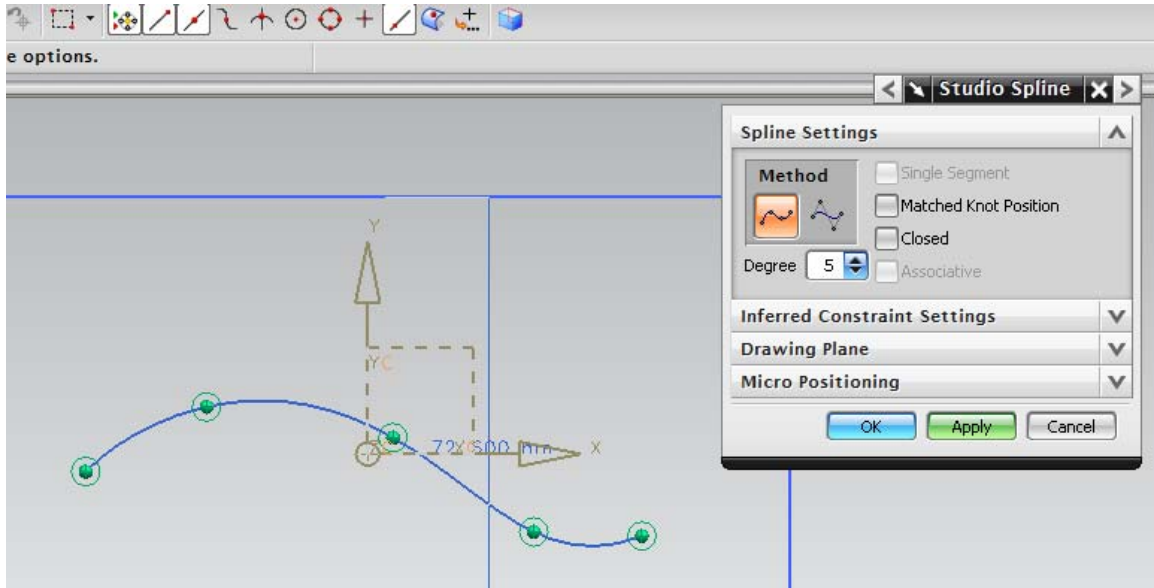 e options.
Studio Spline
Spline Settings
Method
Single Segment
Matched Knot Position
Closed
Degree 5
Associative
Inferred Constraint Settings
Drawing Plane
Micro Positioning
OK Apply Cancel
Y
YC
X